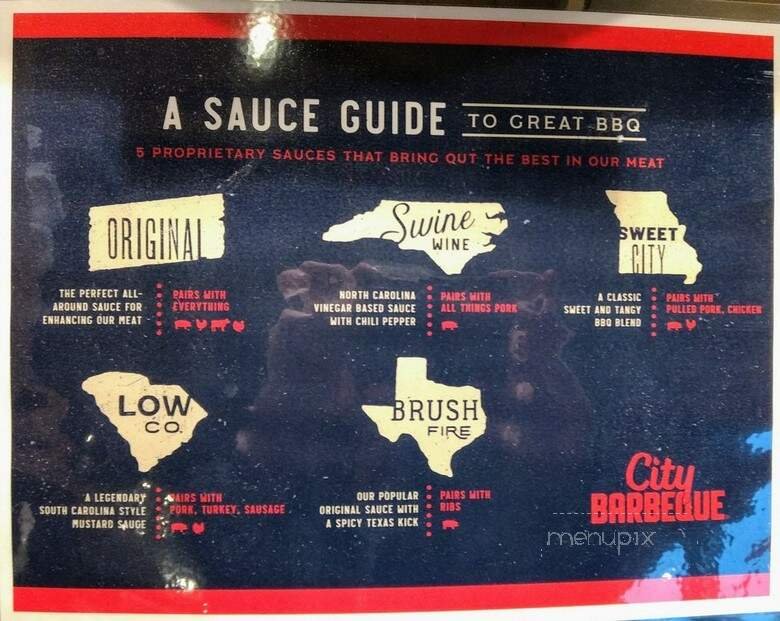 A SAUCE GUIDE TO GREAT BBQ
5 PROPRIETARY SAUCES THAT BRING OUT THE BEST IN OUR MEAT
ORIGINAL
THE PERFECT ALL-
AROUND SAUCE FOR
ENHANCING OUR MEAT
PAIRS WITH
EVERYTHING
Swine
WINE
NORTH CAROLINA
VINEGAR BASED SAUCE
WITH CHILI PEPPER
PAIRS WITH
ALL THINGS PORK
SWEET
CITY
A CLASSIC
SWEET AND TANGY
BBQ BLEND
PAIRS WITH
PULLED PORK, CHICKEN
LOW
CO.
A LEGENDARY
SOUTH CAROLINA STYLE
MUSTARD SAUGE
PAIRS WITH
PORK, TURKEY, SAUSAGE
BRUSH
FIRE
OUR POPULAR
ORIGINAL SAUCE WITH
A SPICY TEXAS KICK
PAIRS WITH
RIBS
City
BARBEQUE
menupix